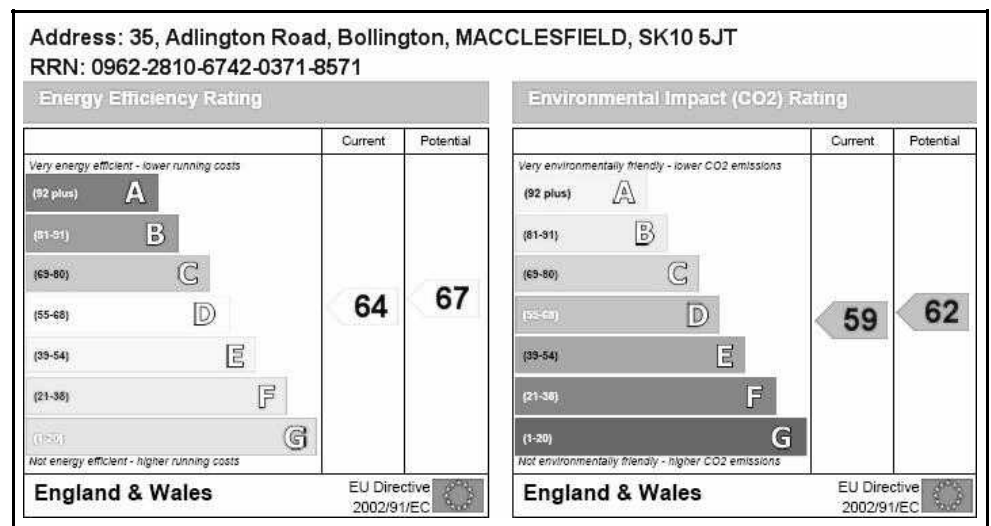 Address: 35, Adlington Road, Bollington, MACCLESFIELD, SK10 5JT
RRN: 0962-2810-6742-0371-8571
Energy Efficiency Rating
Current Potential
Very energy efficient - lower running costs
(92 plus) A
(81-91) B
(69-80) C
(55-68) D
(39-54) E
(21-38) F
(1-20) G
64
67
Not energy efficient - higher running costs
England & Wales
EU Directive
2002/91/EC
Environmental Impact (CO2) Rating
Current Potential
Very environmentally friendly - lower CO2 emissions
(92 plus) A
(81-91) B
(69-80) C
(55-68) D
(39-54) E
(21-38) F
(1-20) G
59
62
Not environmentally friendly - higher CO2 emissions
England & Wales
EU Directive
2002/91/EC